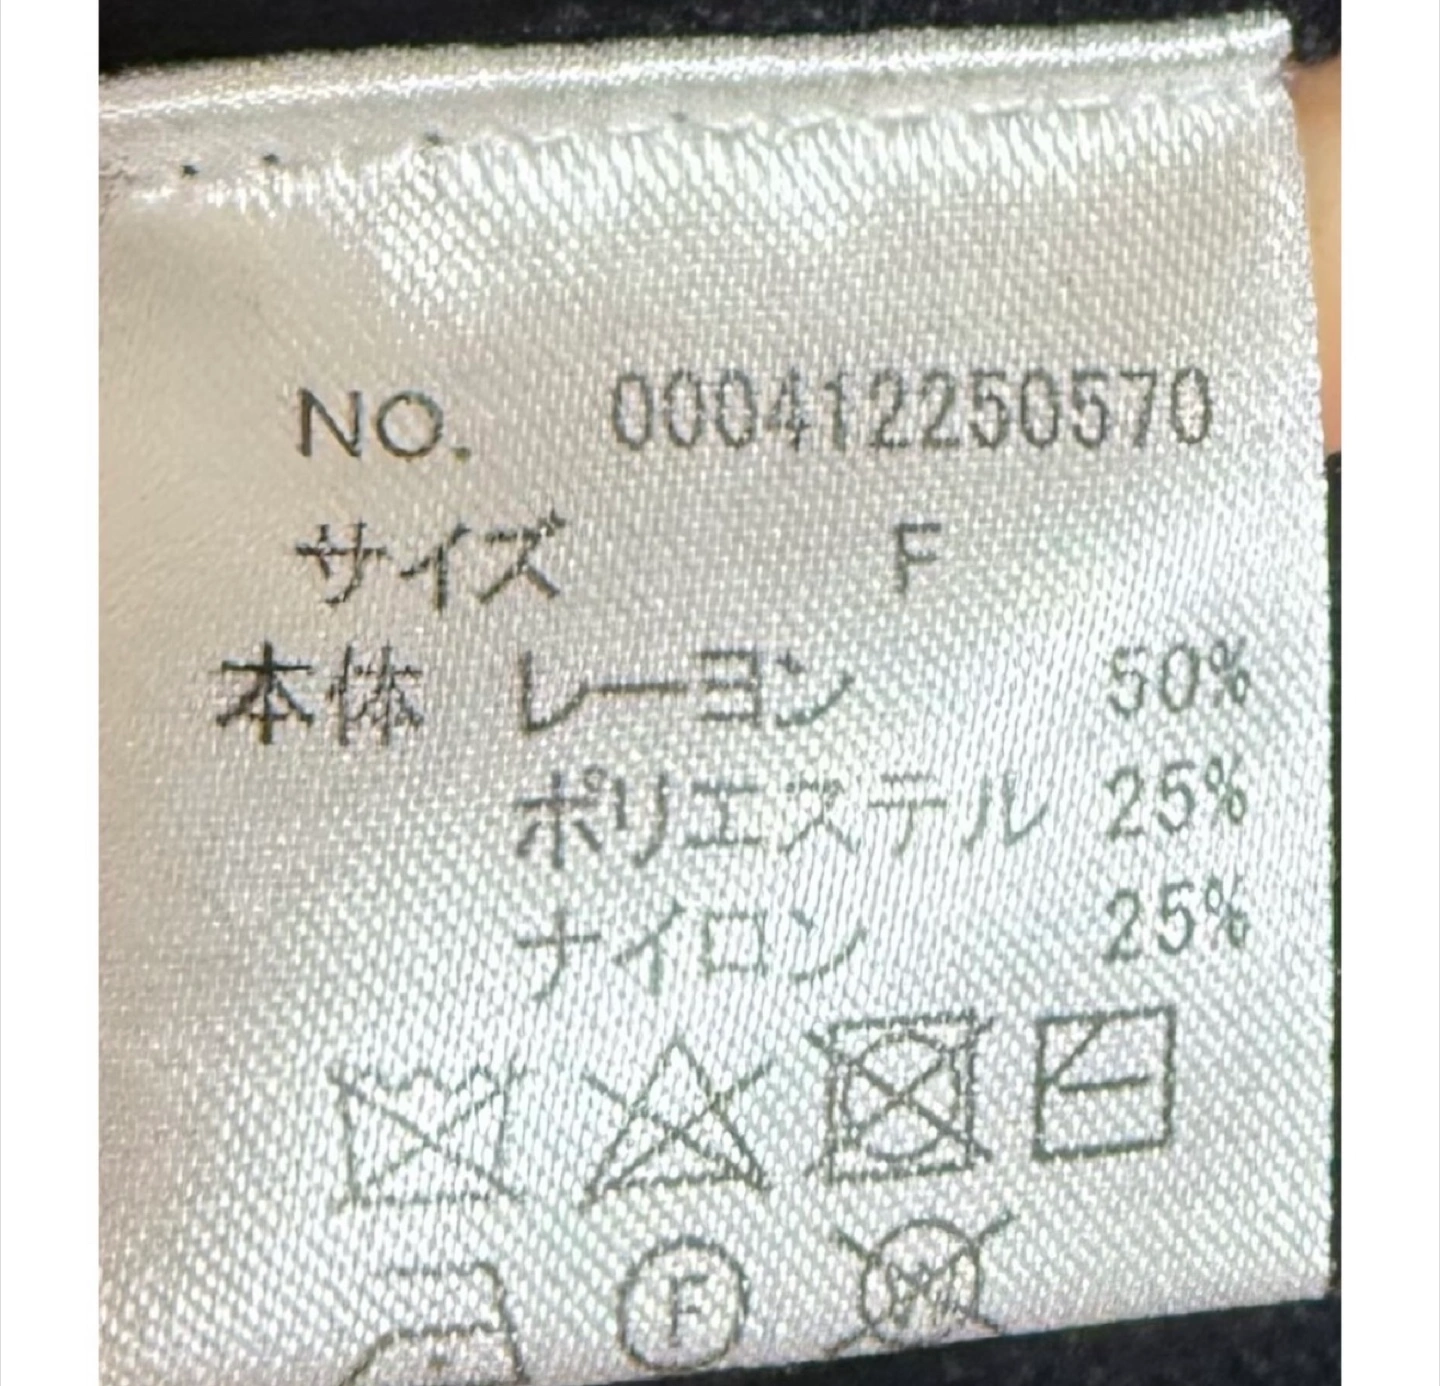 NO. 000412250570
サイズ F
本体 レーヨン 50%
ポリエステル 25%
ナイロン 25%
F
W